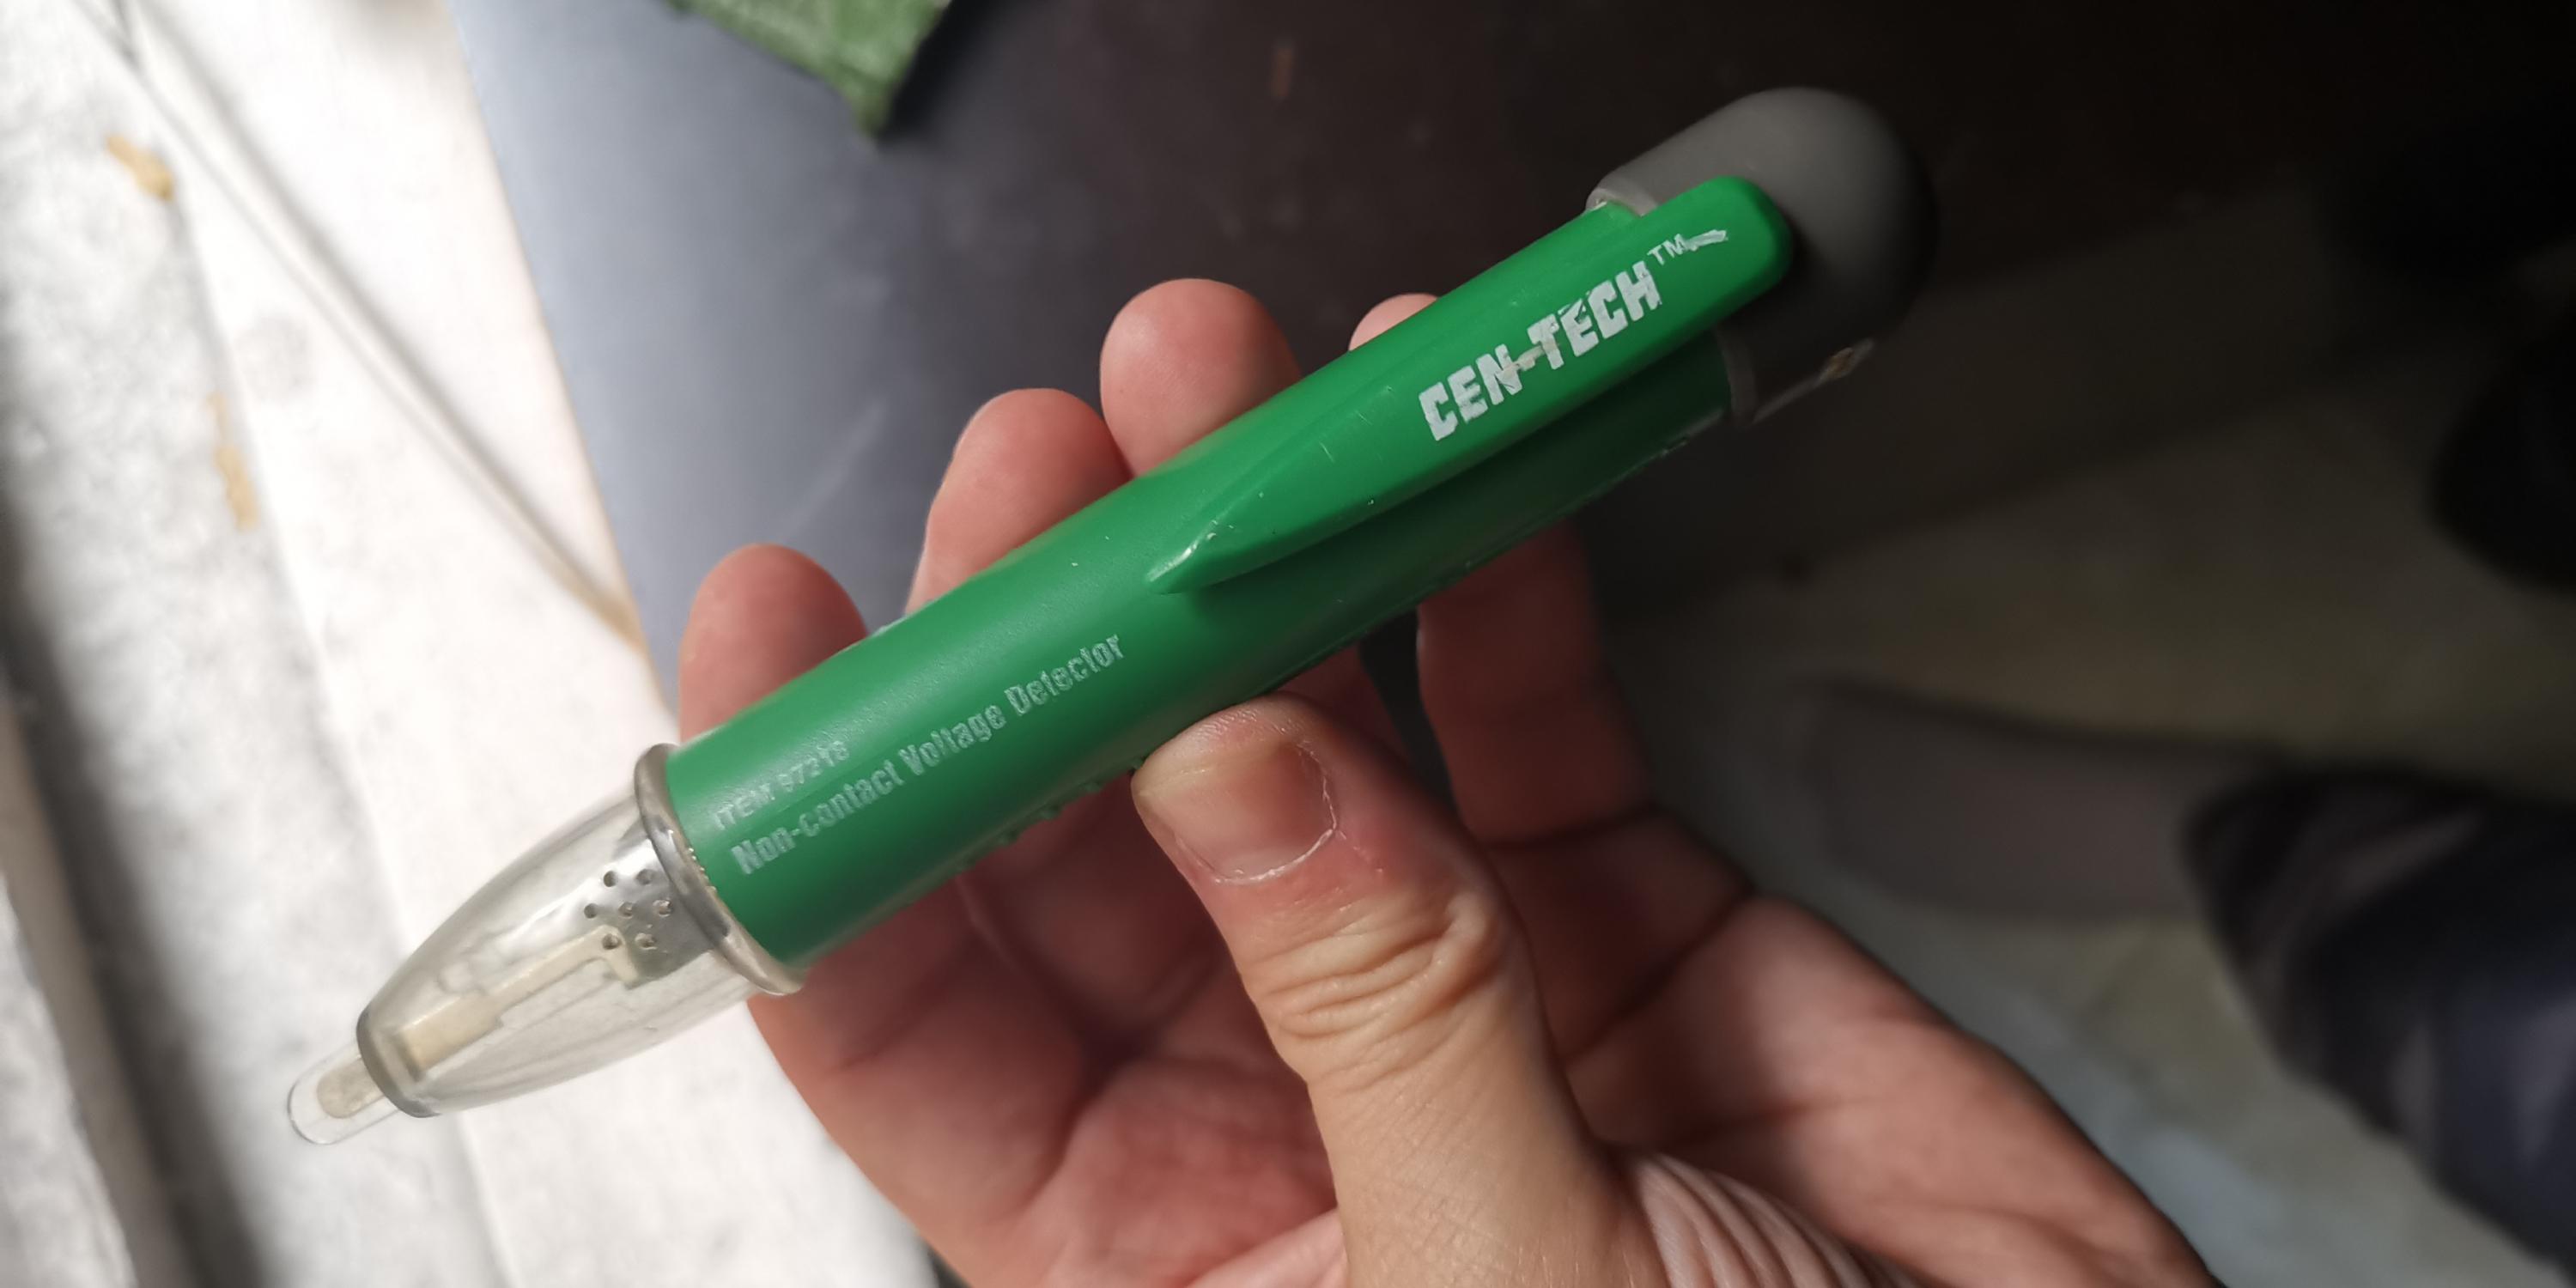 CEN-TECH™
ITEM 97218
Non-contact Voltage Detector